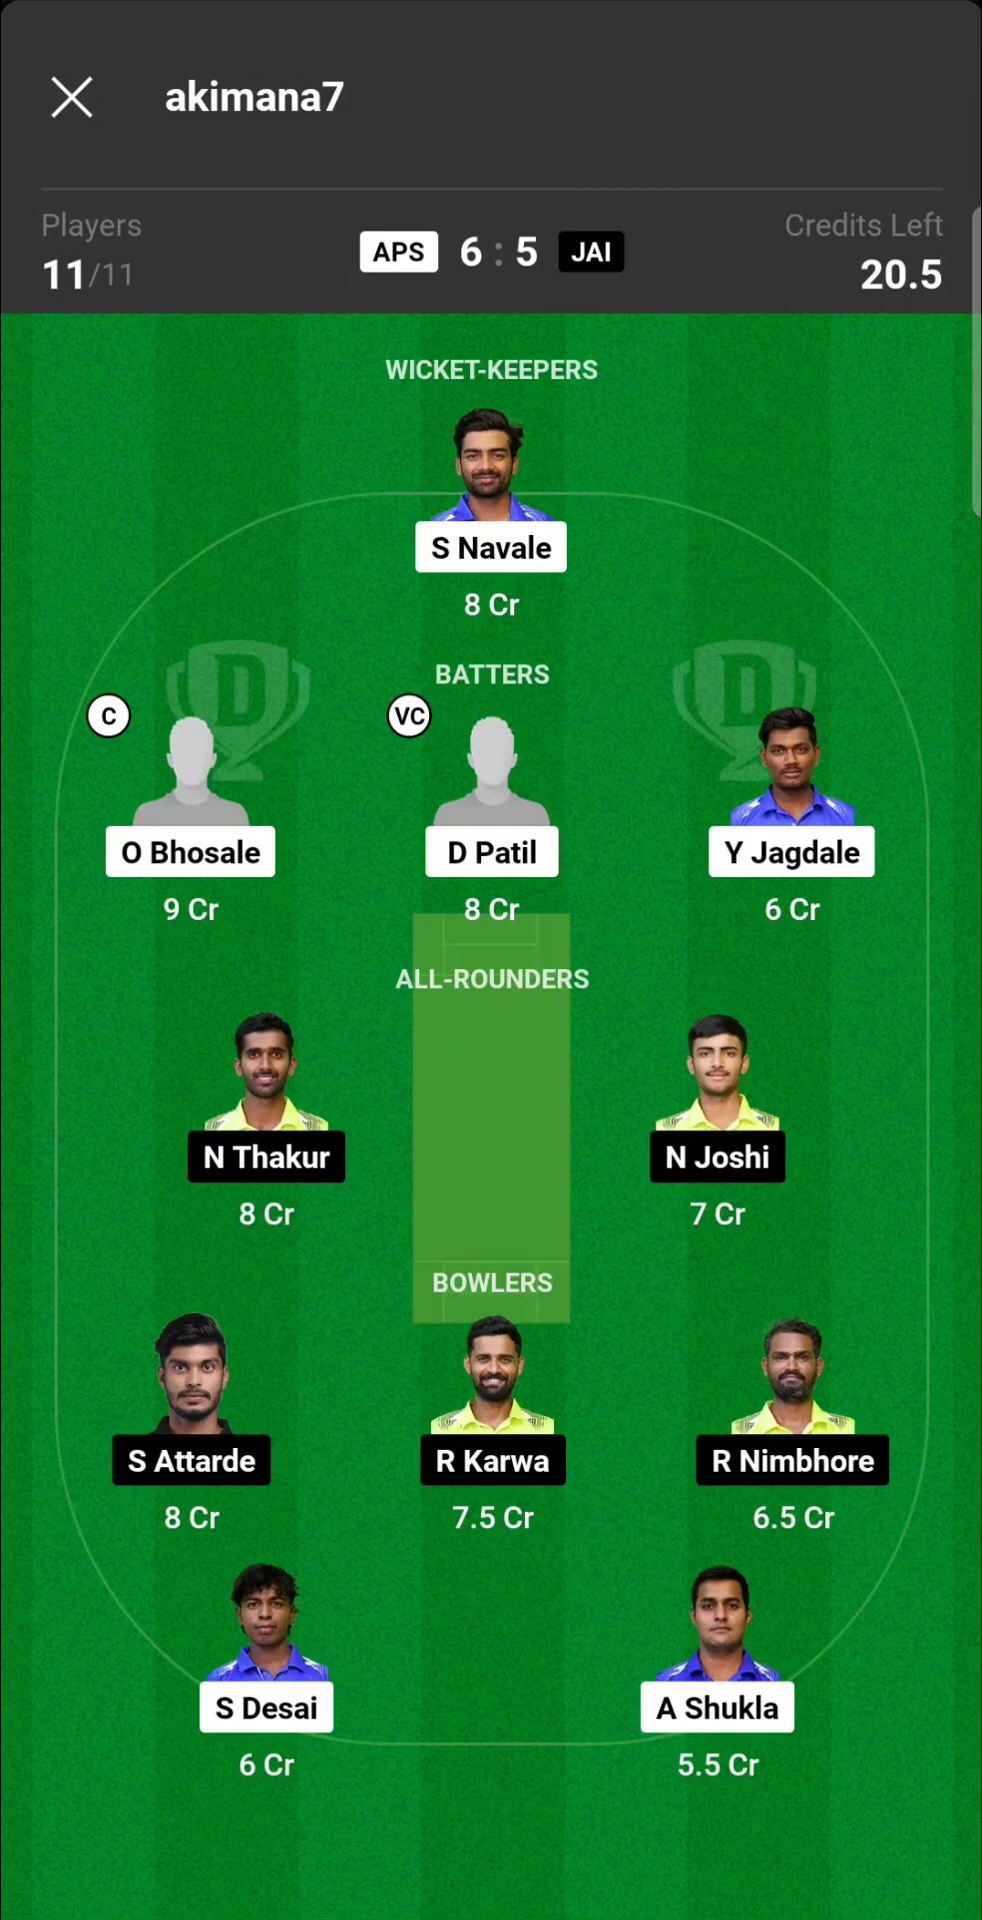 akimana7
Players
11/11
APS 6 : 5 JAI
Credits Left
20.5
WICKET-KEEPERS
S Navale
8 Cr
BATTERS
C
VC
O Bhosale
D Patil
Y Jagdale
9 Cr
8 Cr
6 Cr
ALL-ROUNDERS
N Thakur
N Joshi
8 Cr
7 Cr
BOWLERS
S Attarde
R Karwa
R Nimbhore
8 Cr
7.5 Cr
6.5 Cr
S Desai
A Shukla
6 Cr
5.5 Cr